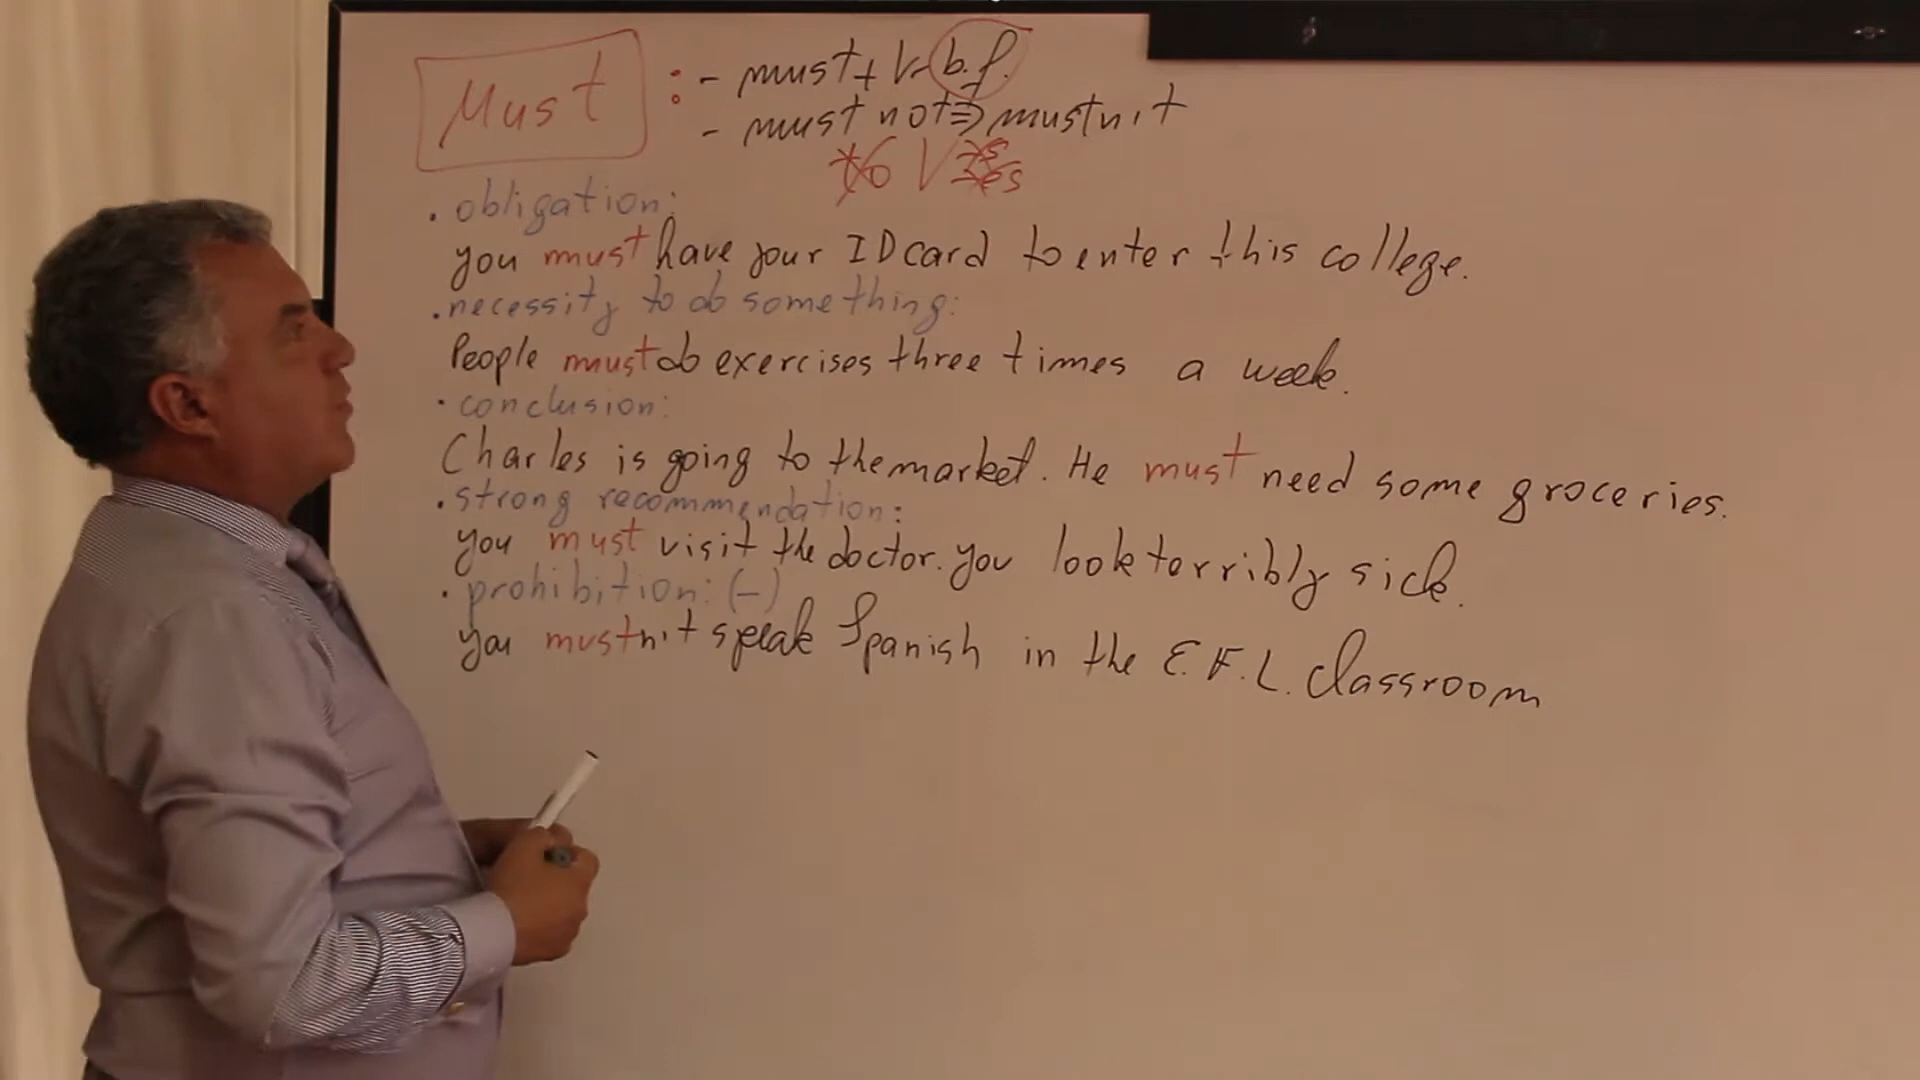 Must : - must + V-b.f.
- must not ⇒ mustn't
to V-s
-es
. obligation:
you must have your ID card to enter this college.
. necessity to do something:
People must do exercises three times a week.
. conclusion:
Charles is going to the market. He must need some groceries.
. strong recommendation:
you must visit the doctor. you look terribly sick.
. prohibition: (-)
you mustn't speak Spanish in the E.F.L. classroom